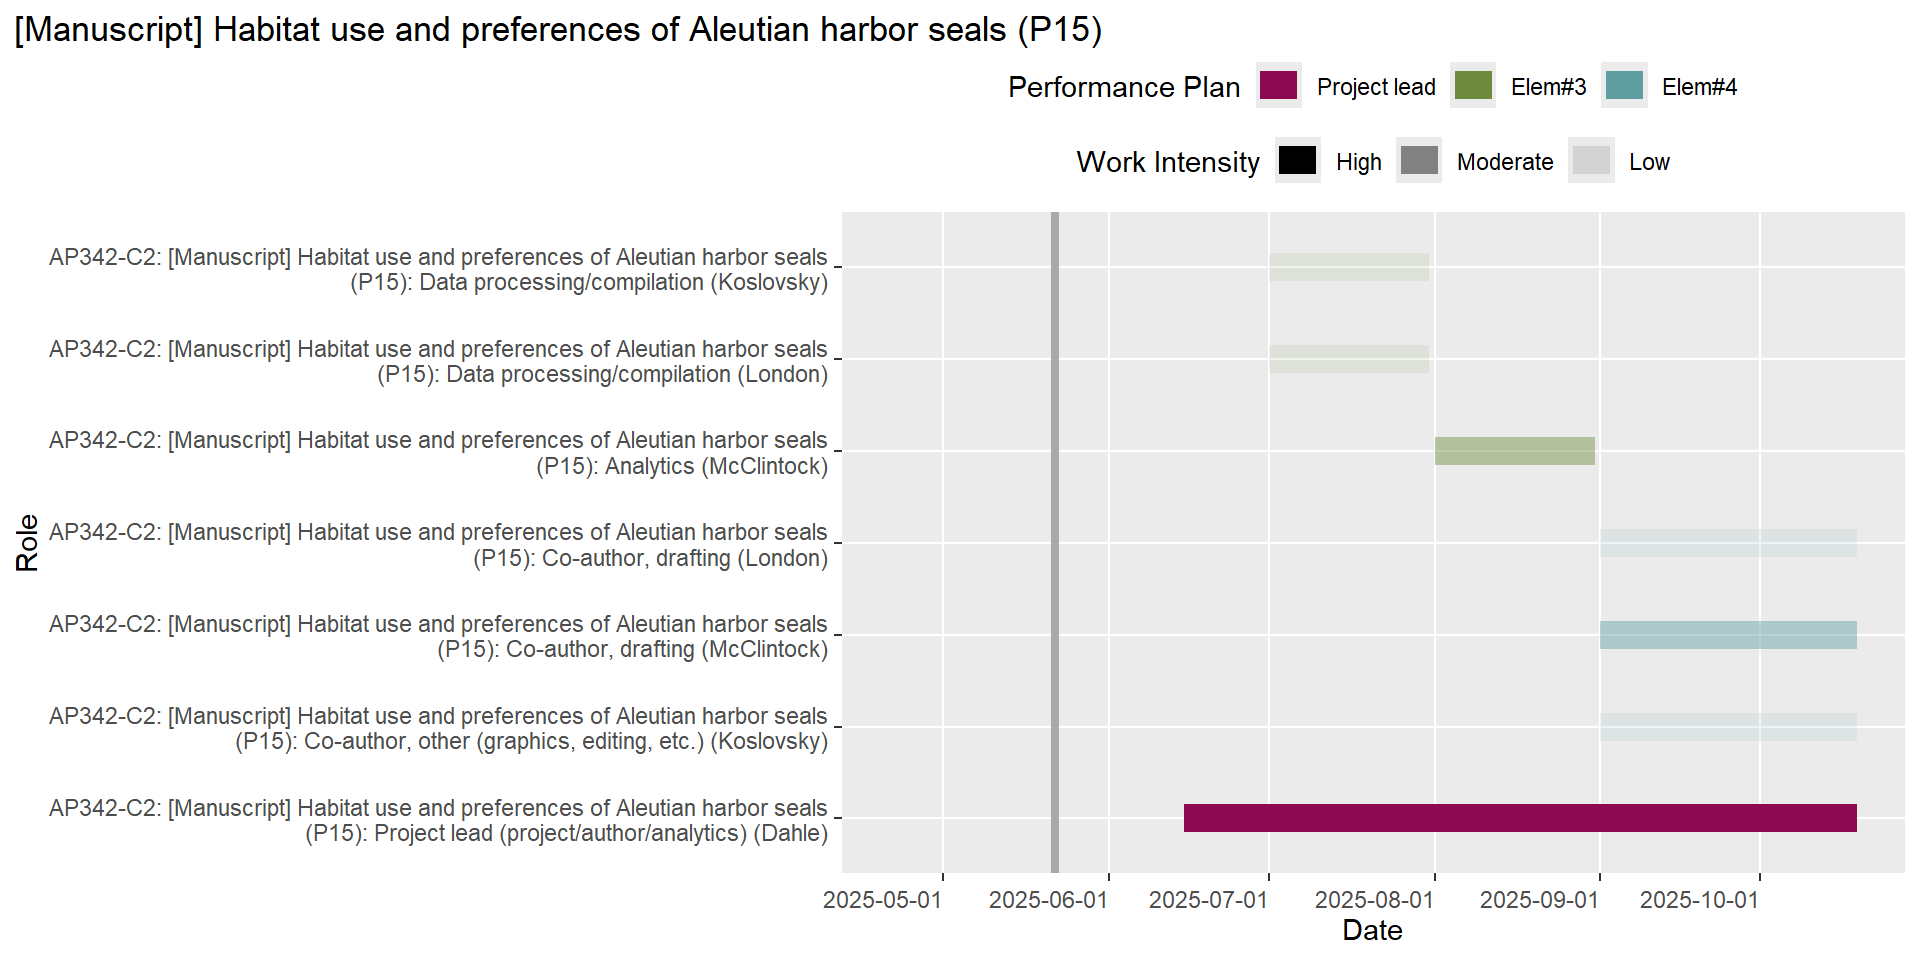 [Manuscript] Habitat use and preferences of Aleutian harbor seals (P15)
Performance Plan Project lead Elem#3 Elem#4
Work Intensity High Moderate Low
AP342-C2: [Manuscript] Habitat use and preferences of Aleutian harbor seals
(P15): Data processing/compilation (Koslovsky)
AP342-C2: [Manuscript] Habitat use and preferences of Aleutian harbor seals
(P15): Data processing/compilation (London)
AP342-C2: [Manuscript] Habitat use and preferences of Aleutian harbor seals
(P15): Analytics (McClintock)
AP342-C2: [Manuscript] Habitat use and preferences of Aleutian harbor seals
(P15): Co-author, drafting (London)
AP342-C2: [Manuscript] Habitat use and preferences of Aleutian harbor seals
(P15): Co-author, drafting (McClintock)
AP342-C2: [Manuscript] Habitat use and preferences of Aleutian harbor seals
(P15): Co-author, other (graphics, editing, etc.) (Koslovsky)
AP342-C2: [Manuscript] Habitat use and preferences of Aleutian harbor seals
(P15): Project lead (project/author/analytics) (Dahle)
Role
2025-05-01 2025-06-01 2025-07-01 2025-08-01 2025-09-01 2025-10-01
Date